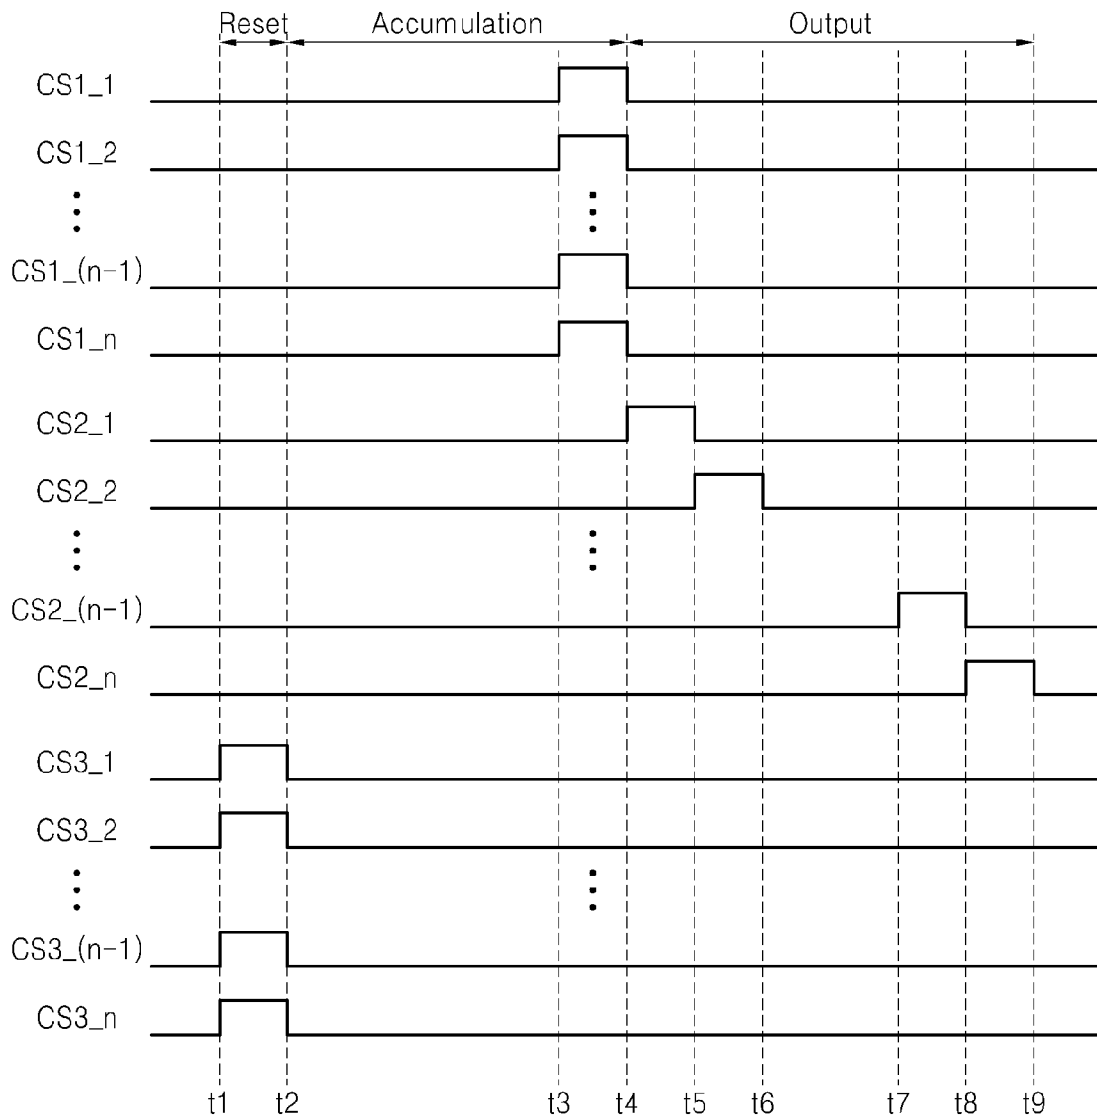 Reset Accumulation Output
CS1_1
CS1_2
CS1_(n-1)
CS1_n
CS2_1
CS2_2
CS2_(n-1)
CS2_n
CS3_1
CS3_2
CS3_(n-1)
CS3_n
t1 t2 t3 t4 t5 t6 t7 t8 t9